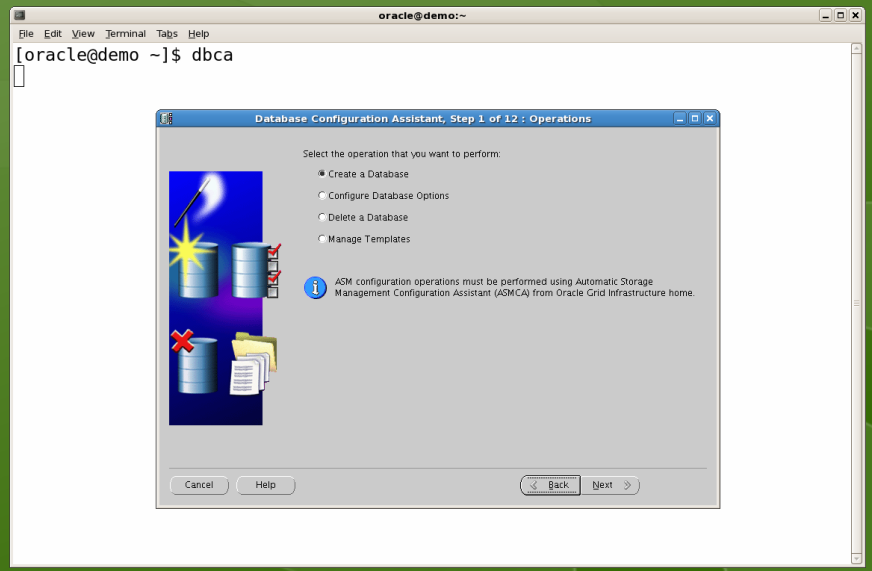 oracle@demo:~
File Edit View Terminal Tabs Help
[oracle@demo ~]$ dbca
Database Configuration Assistant, Step 1 of 12 : Operations
Select the operation that you want to perform:
Create a Database
Configure Database Options
Delete a Database
Manage Templates
ASM configuration operations must be performed using Automatic Storage
Management Configuration Assistant (ASMCA) from Oracle Grid Infrastructure home.
Cancel Help Back Next